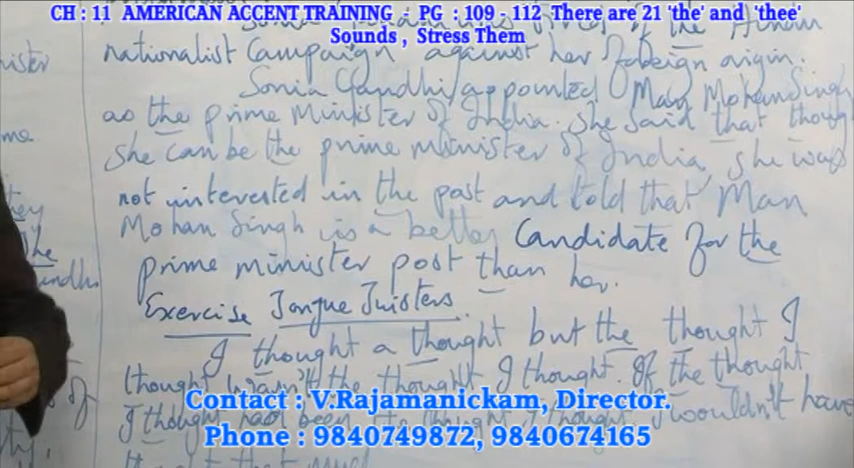 CH : 11 AMERICAN ACCENT TRAINING - PG : 109 - 112 There are 21 'the' and 'thee'
Sounds , Stress Them
of the
nationalist Campaign against her foreign origin.
Sonia Gandhi appointed Man Mohan Singh
as the prime Minister of India. She said that though
she can be the prime minister of India, she was
not interested in the post and told that Man
Mohan Singh is a better Candidate for the
prime minister post than her.
Exercise Tongue Twisters.
I thought a thought but the thought I
thought wasn't the thought I thought. If the thought
I thought had been the thought I thought I wouldn't have
Contact : V.Rajamanickam, Director.
Phone : 9840749872, 9840674165